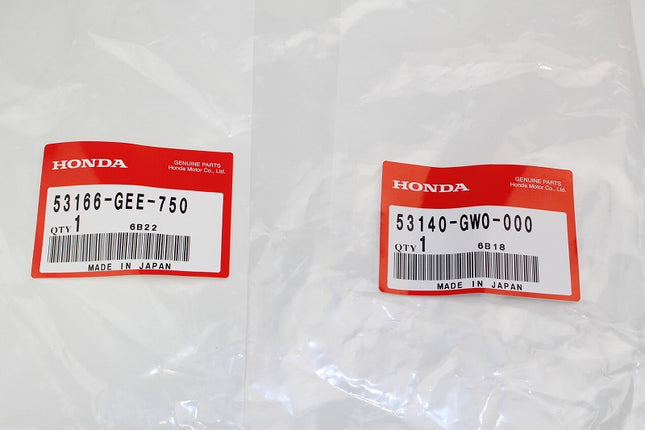 HONDA
GENUINE PARTS
Honda Motor Co., Ltd.
53166-GEE-750
QTY 1
6B22
MADE IN JAPAN
HONDA
GENUINE PARTS
Honda Motor Co., Ltd.
53140-GW0-000
QTY 1
6B18
MADE IN JAPAN